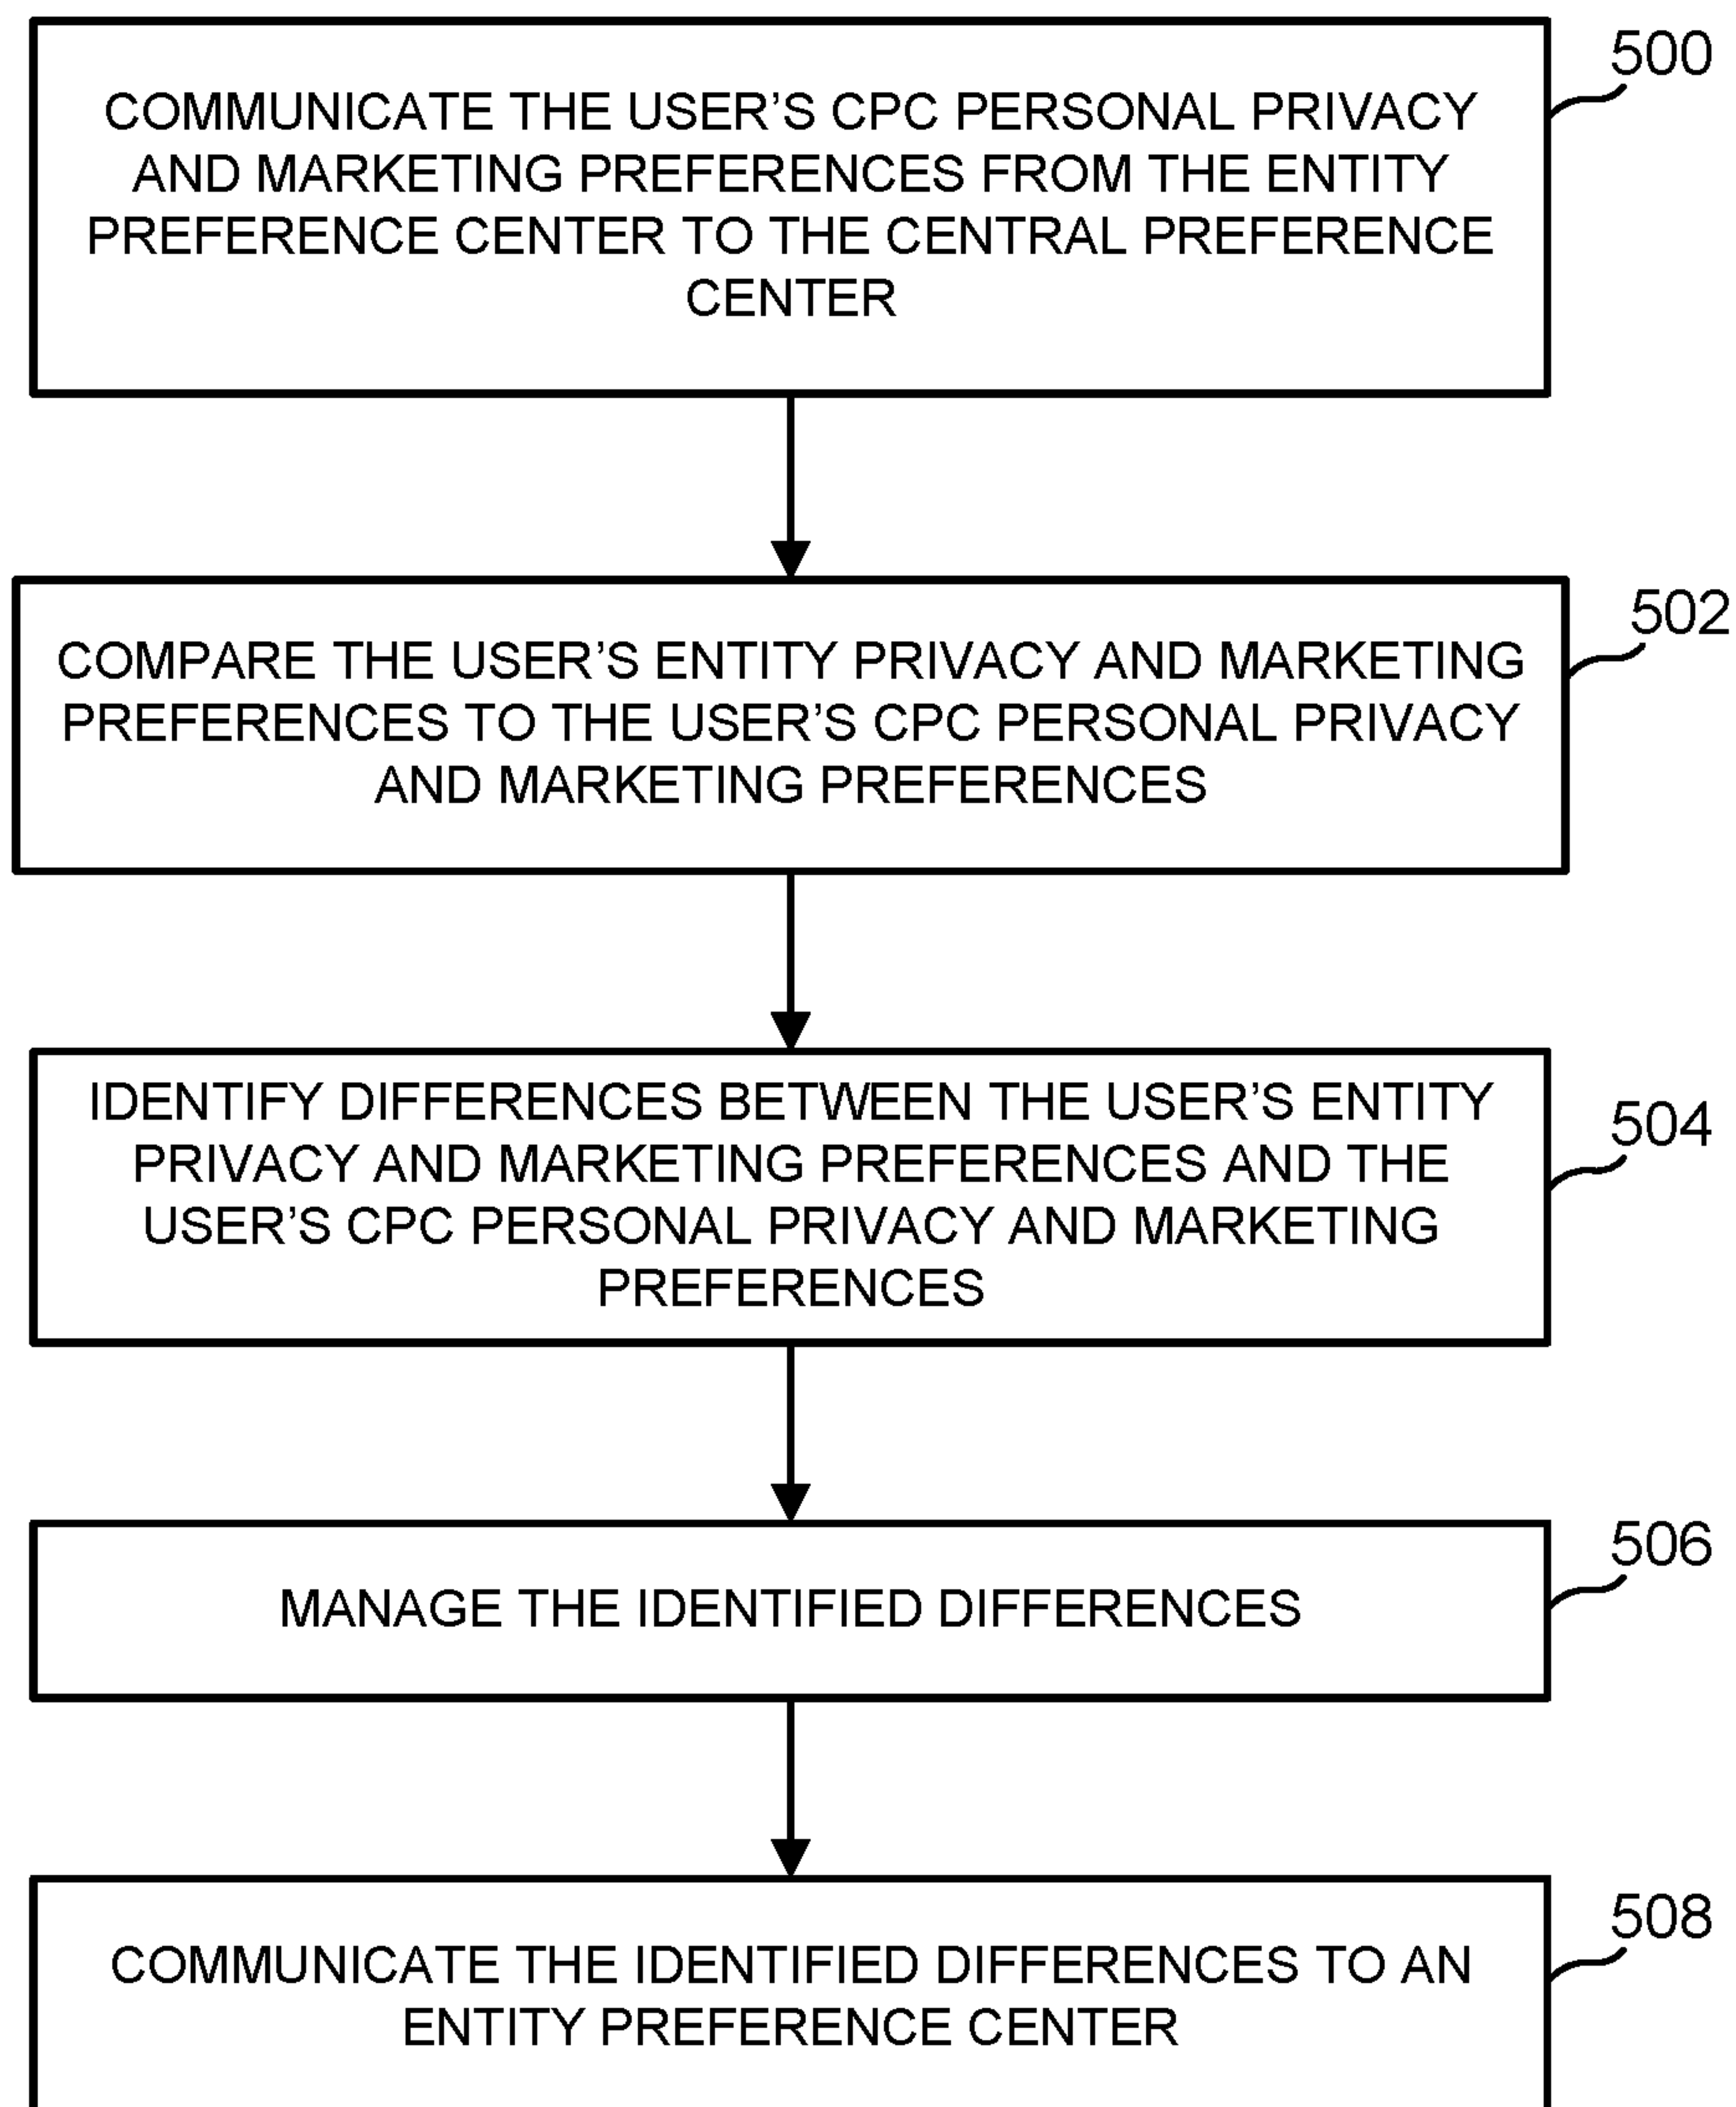 500
COMMUNICATE THE USER’S CPC PERSONAL PRIVACY
AND MARKETING PREFERENCES FROM THE ENTITY
PREFERENCE CENTER TO THE CENTRAL PREFERENCE
CENTER
502
COMPARE THE USER’S ENTITY PRIVACY AND MARKETING
PREFERENCES TO THE USER’S CPC PERSONAL PRIVACY
AND MARKETING PREFERENCES
504
IDENTIFY DIFFERENCES BETWEEN THE USER’S ENTITY
PRIVACY AND MARKETING PREFERENCES AND THE
USER’S CPC PERSONAL PRIVACY AND MARKETING
PREFERENCES
506
MANAGE THE IDENTIFIED DIFFERENCES
508
COMMUNICATE THE IDENTIFIED DIFFERENCES TO AN
ENTITY PREFERENCE CENTER